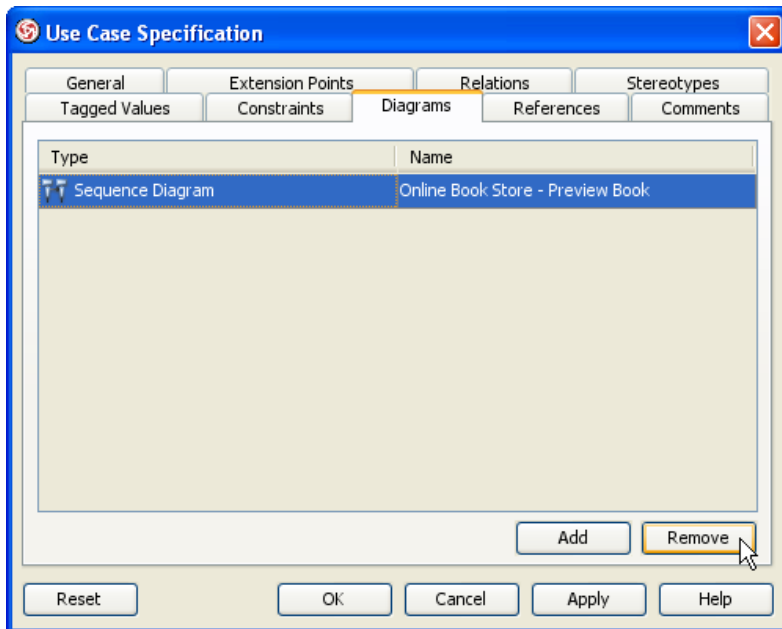 Use Case Specification
General Extension Points Relations Stereotypes
Tagged Values Constraints Diagrams References Comments
Type Name
Sequence Diagram Online Book Store - Preview Book
Add Remove
Reset OK Cancel Apply Help